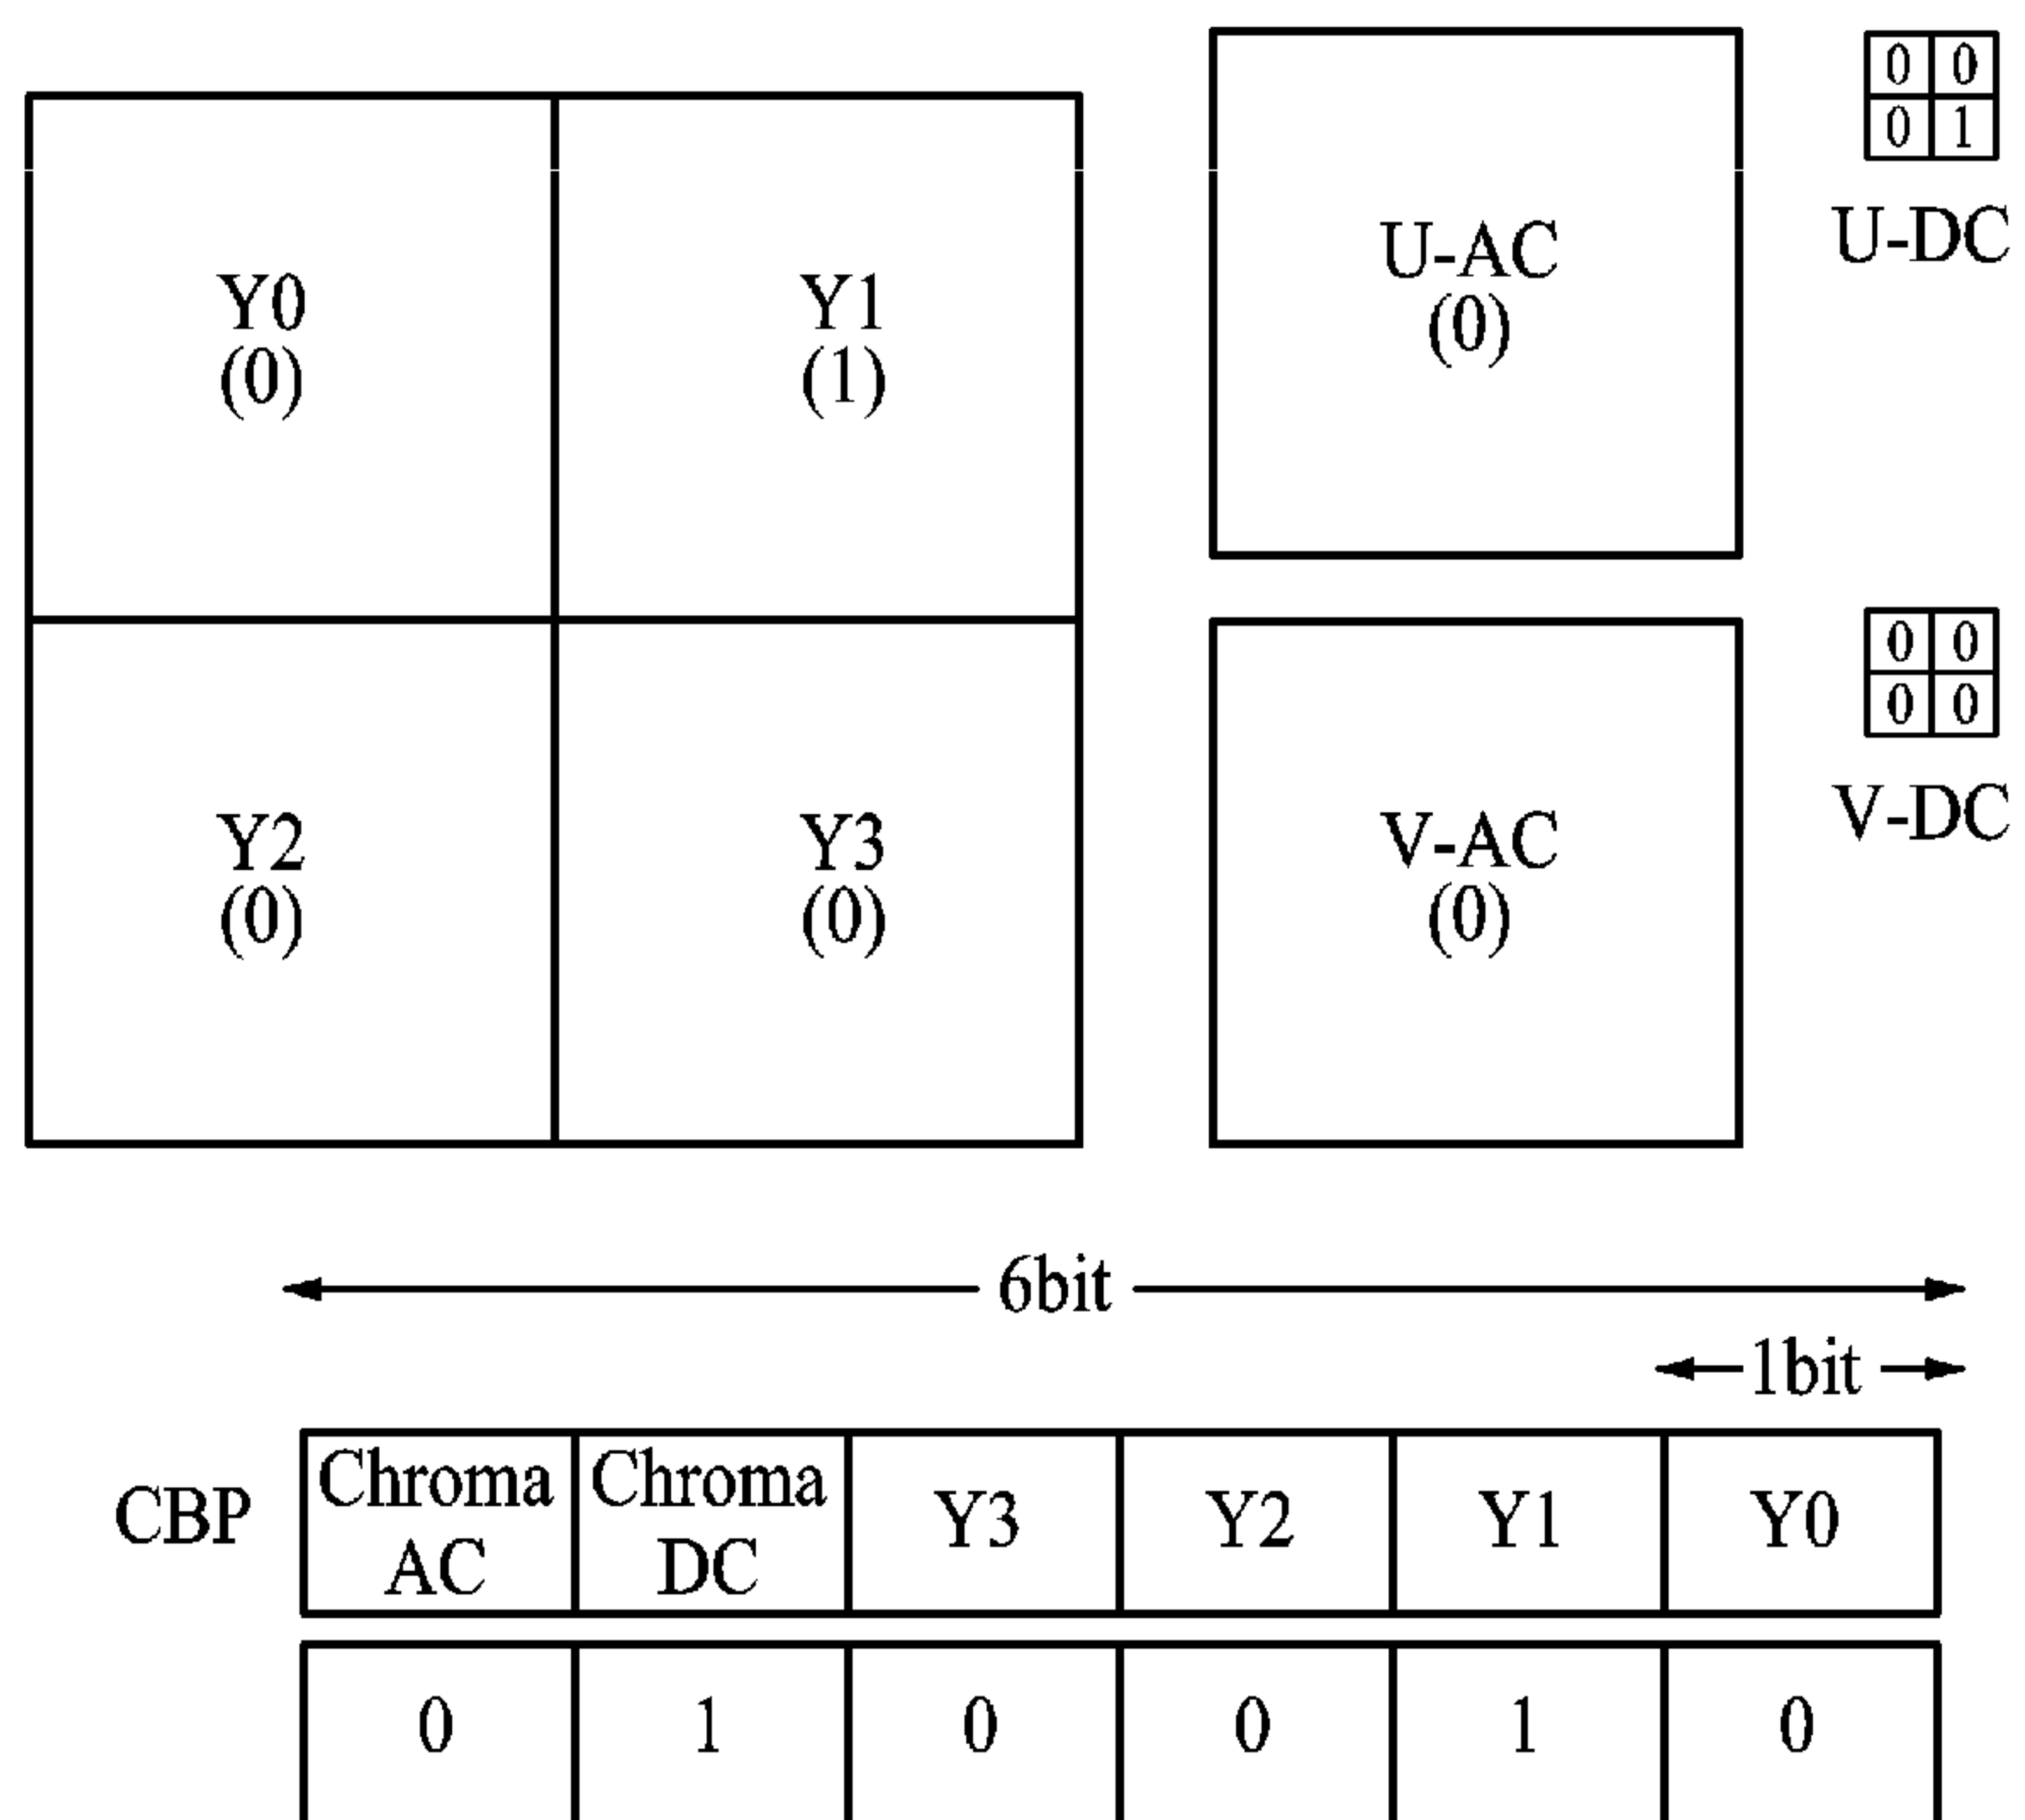 Y0
(0)
Y1
(1)
Y2
(0)
Y3
(0)
U-AC
(0)
0 0
0 1
U-DC
V-AC
(0)
0 0
0 0
V-DC
6bit
1bit
CBP
Chroma
AC
Chroma
DC
Y3
Y2
Y1
Y0
0 1 0 0 1 0